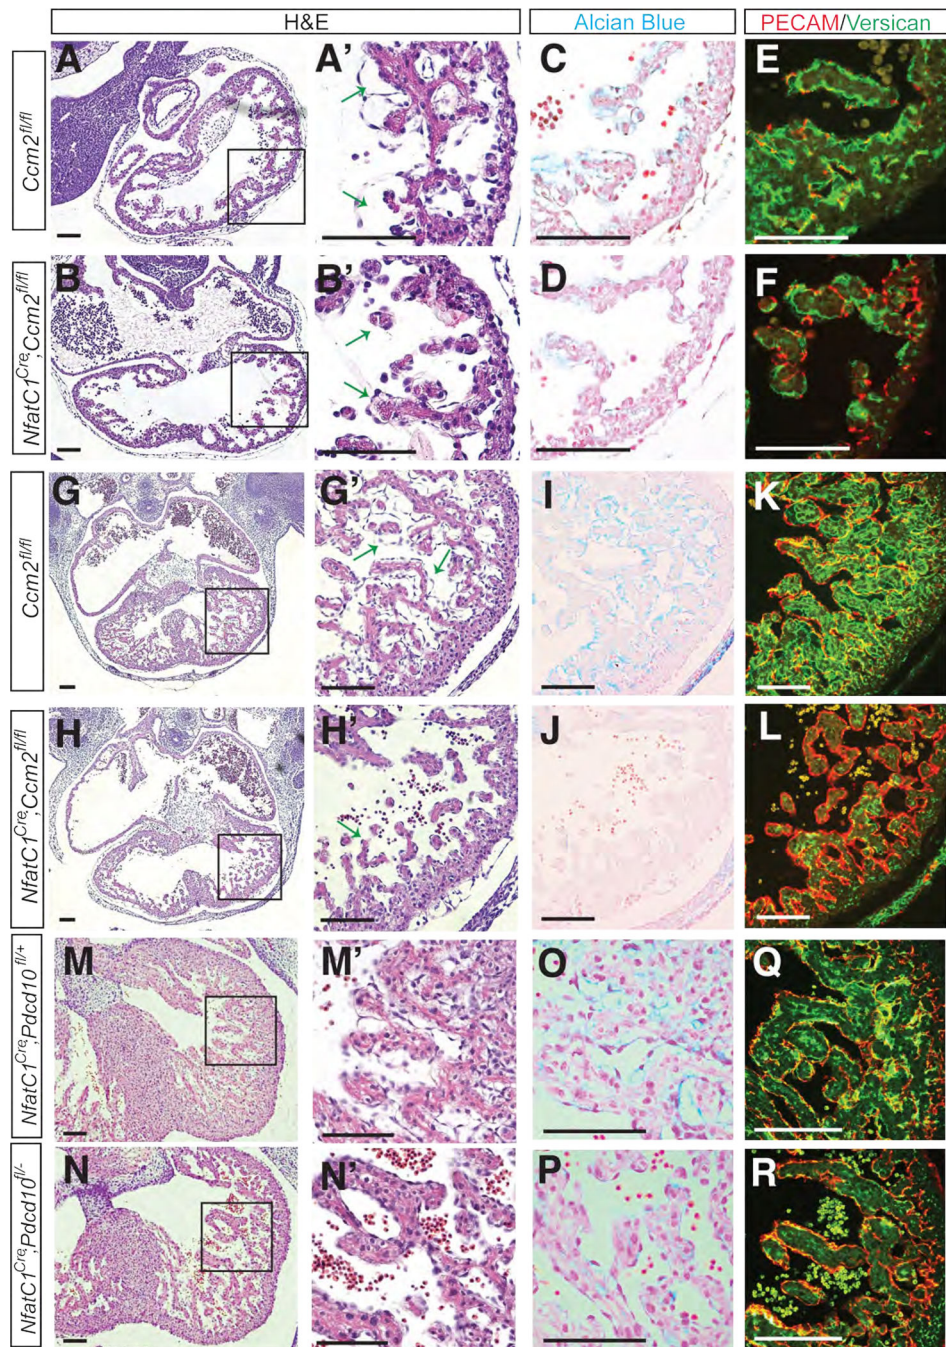 H&E
Alcian Blue
PECAM/Versican
Ccm2fl/fl
A
A'
C
E
NfatC1Cre;Ccm2fl/fl
B
B'
D
F
Ccm2fl/fl
G
G'
I
K
NfatC1Cre;Ccm2fl/fl
H
H'
J
L
NfatC1Cre;Pdcd10fl/+
M
M'
O
Q
NfatC1Cre;Pdcd10fl/-
N
N'
P
R